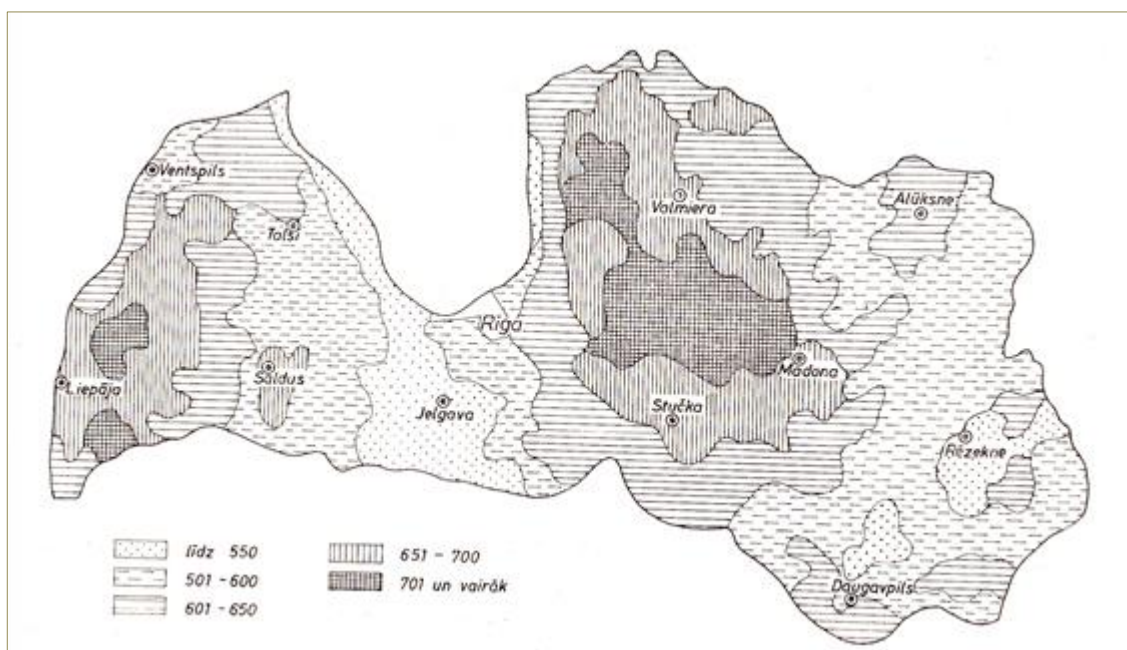 Ventspils
Talsi
Valmiera
Alūksne
Rīga
Liepāja
Saldus
Jelgava
Madona
Stučka
Rēzekne
Daugavpils
līdz 550
501 - 600
601 - 650
651 - 700
701 un vairāk